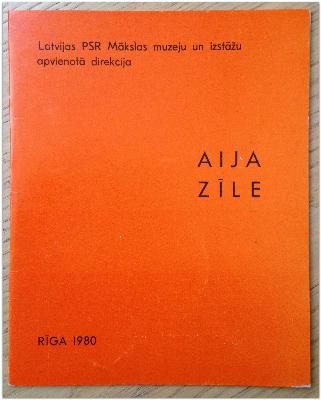 Latvijas PSR Mākslas muzeju un izstāžu
apvienotā direkcija
AIJA
ZĪLE
RĪGA 1980